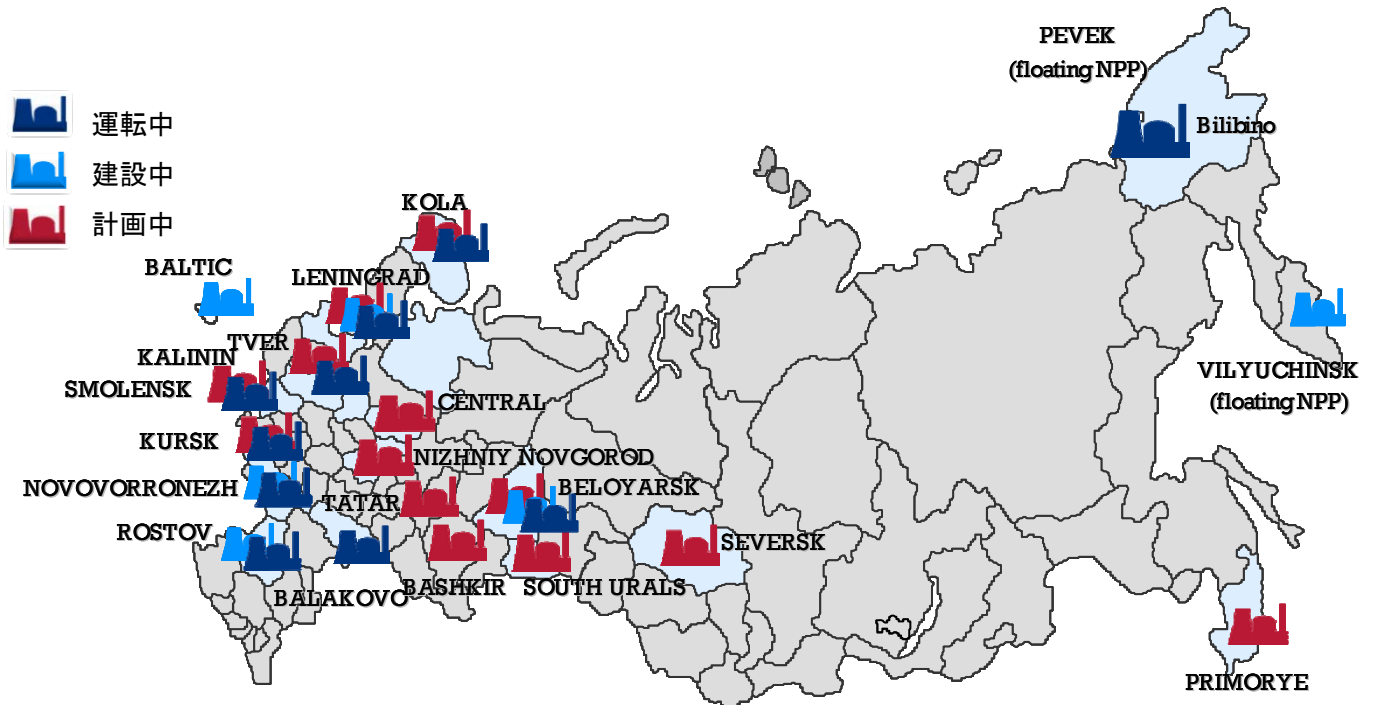 PEVEK
(floating NPP)
Bilibino
運転中
建設中
計画中
KOLA
BALTIC
LENINGRAD
TVER
KALININ
SMOLENSK
CENTRAL
KURSK
NIZHNIY NOVGOROD
NOVOVORRONEZH
TATAR
BELOYARSK
ROSTOV
SEVERSK
BALAKOVO
BASHKIR
SOUTH URALS
VILYUCHINSK
(floating NPP)
PRIMORYE